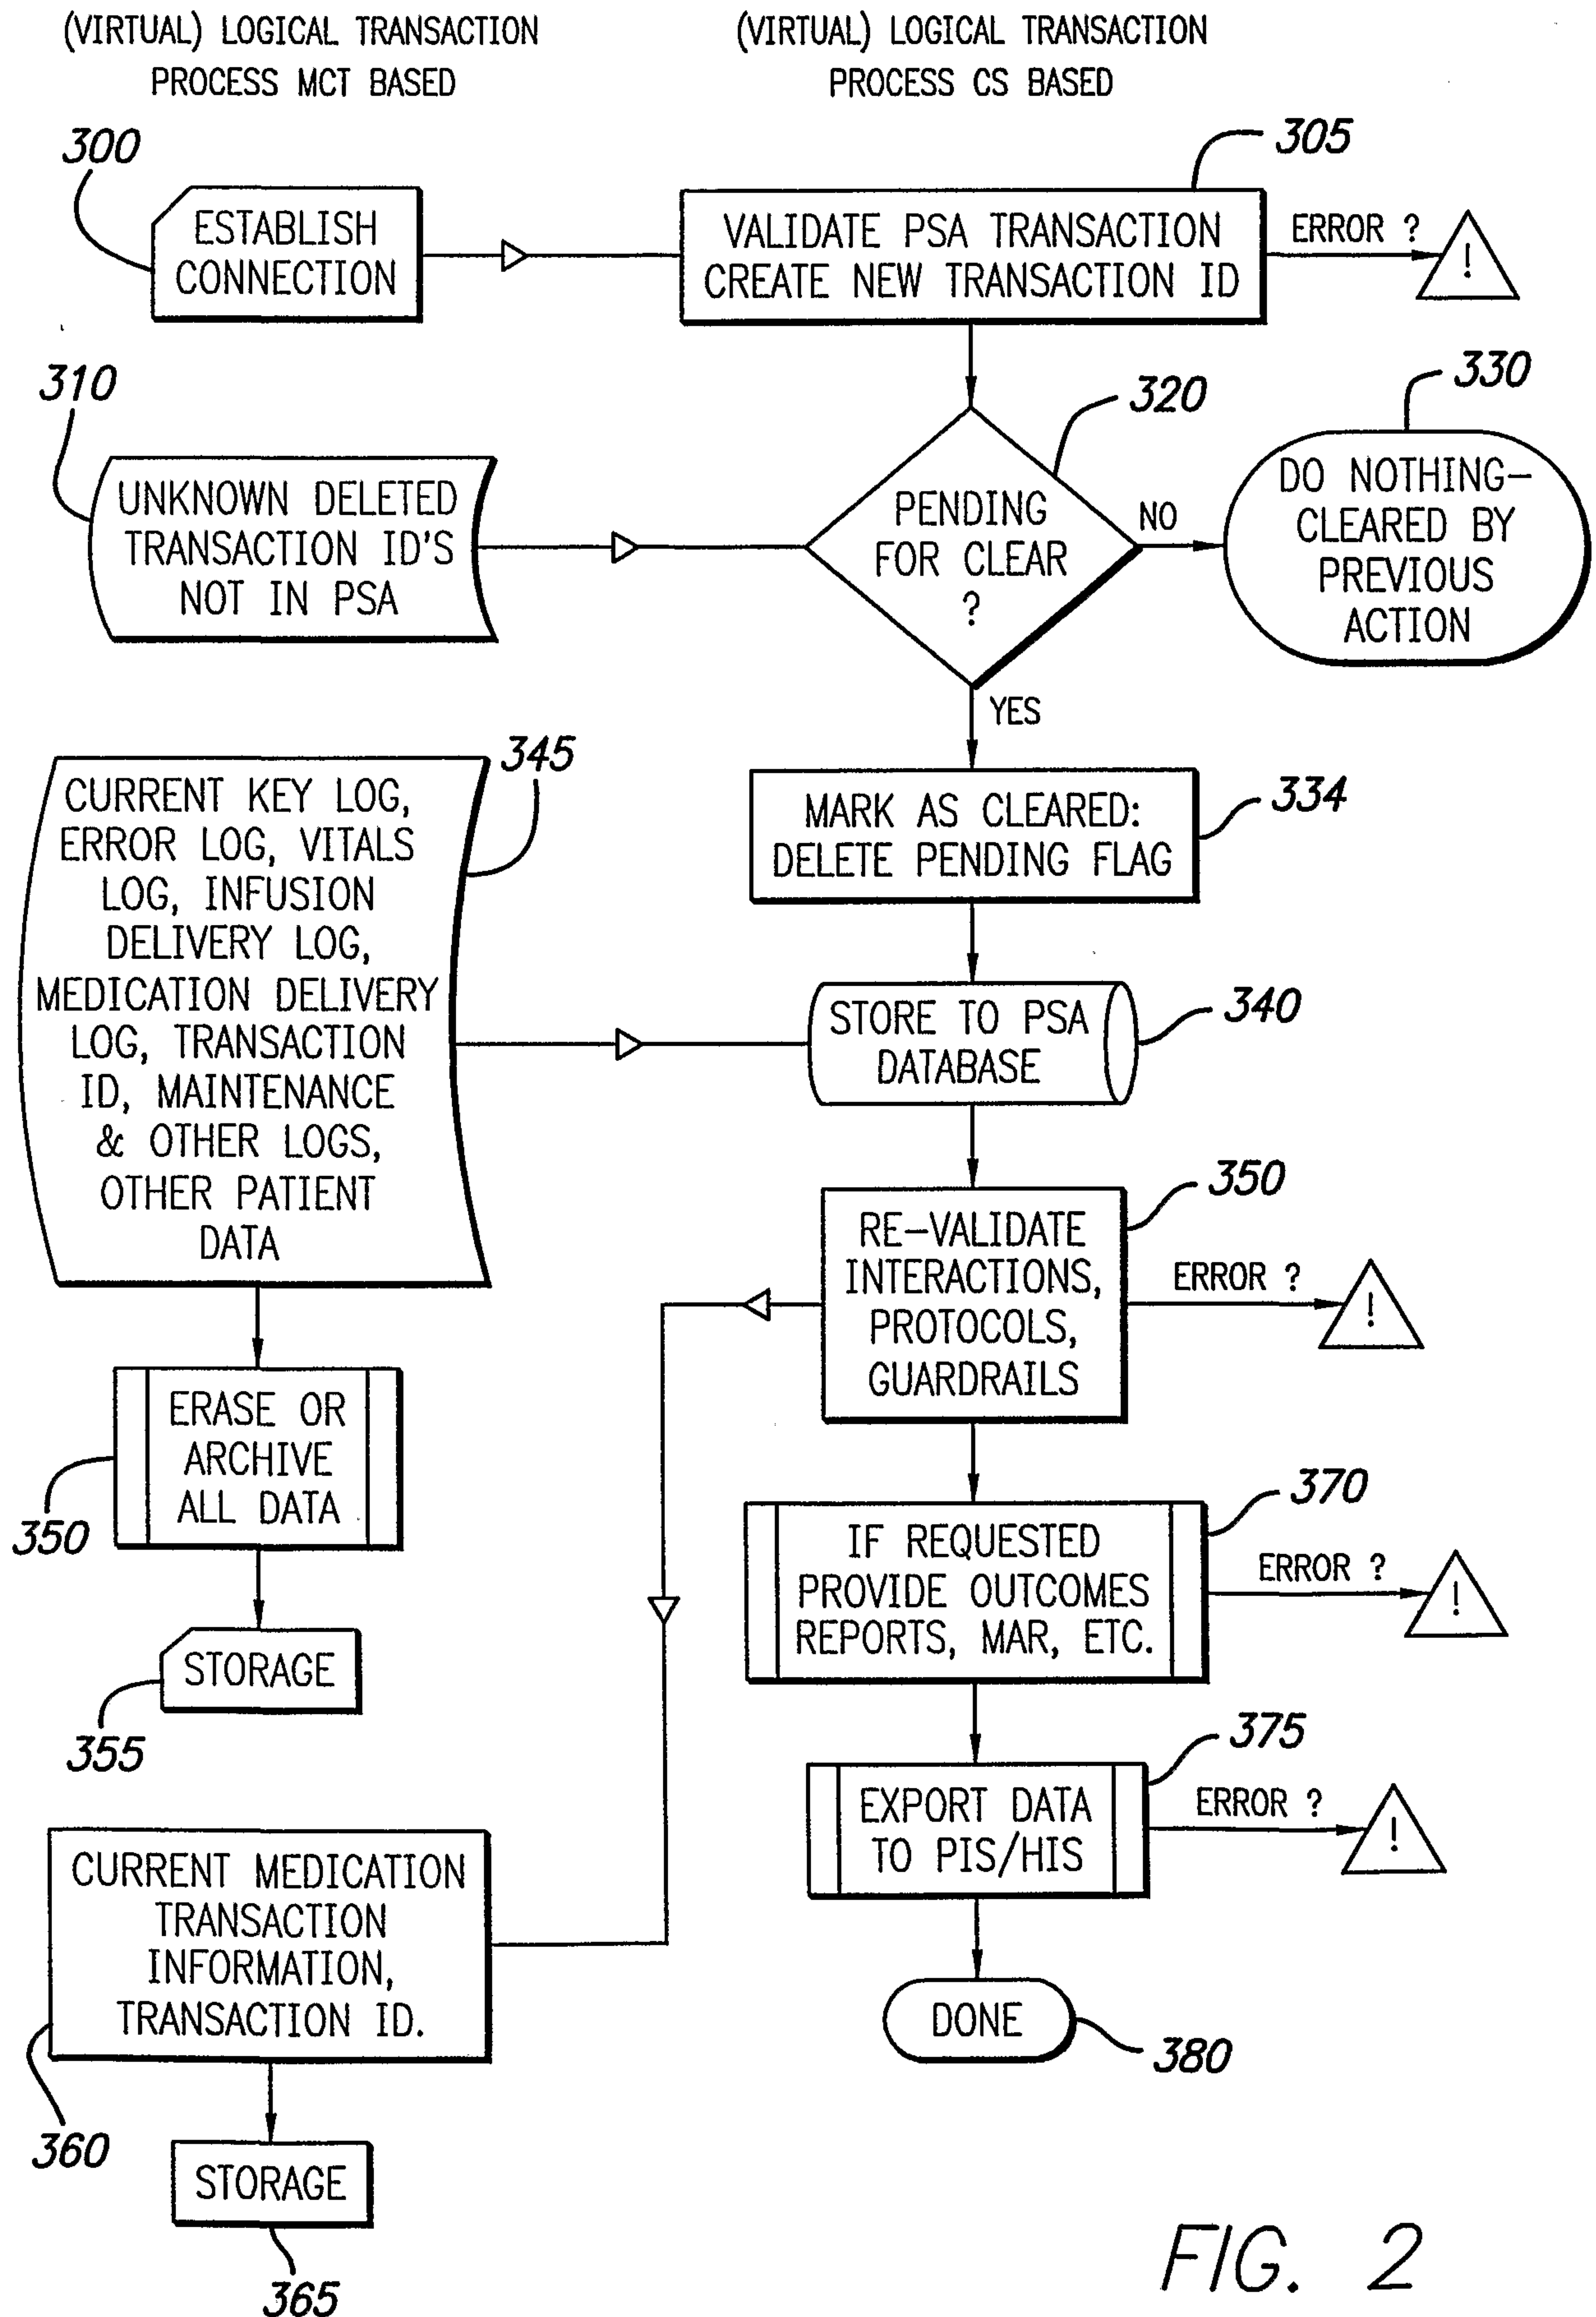 (VIRTUAL) LOGICAL TRANSACTION
PROCESS MCT BASED
(VIRTUAL) LOGICAL TRANSACTION
PROCESS CS BASED
300
ESTABLISH
CONNECTION
305
VALIDATE PSA TRANSACTION
CREATE NEW TRANSACTION ID
ERROR ?
!
310
UNKNOWN DELETED
TRANSACTION ID'S
NOT IN PSA
320
PENDING
FOR CLEAR
?
NO
330
DO NOTHING–
CLEARED BY
PREVIOUS
ACTION
YES
345
CURRENT KEY LOG,
ERROR LOG, VITALS
LOG, INFUSION
DELIVERY LOG,
MEDICATION DELIVERY
LOG, TRANSACTION
ID, MAINTENANCE
& OTHER LOGS,
OTHER PATIENT
DATA
334
MARK AS CLEARED:
DELETE PENDING FLAG
340
STORE TO PSA
DATABASE
350
RE–VALIDATE
INTERACTIONS,
PROTOCOLS,
GUARDRAILS
ERROR ?
!
350
ERASE OR
ARCHIVE
ALL DATA
355
STORAGE
370
IF REQUESTED
PROVIDE OUTCOMES
REPORTS, MAR, ETC.
ERROR ?
!
375
EXPORT DATA
TO PIS/HIS
ERROR ?
!
360
CURRENT MEDICATION
TRANSACTION
INFORMATION,
TRANSACTION ID.
DONE
380
STORAGE
365
FIG. 2